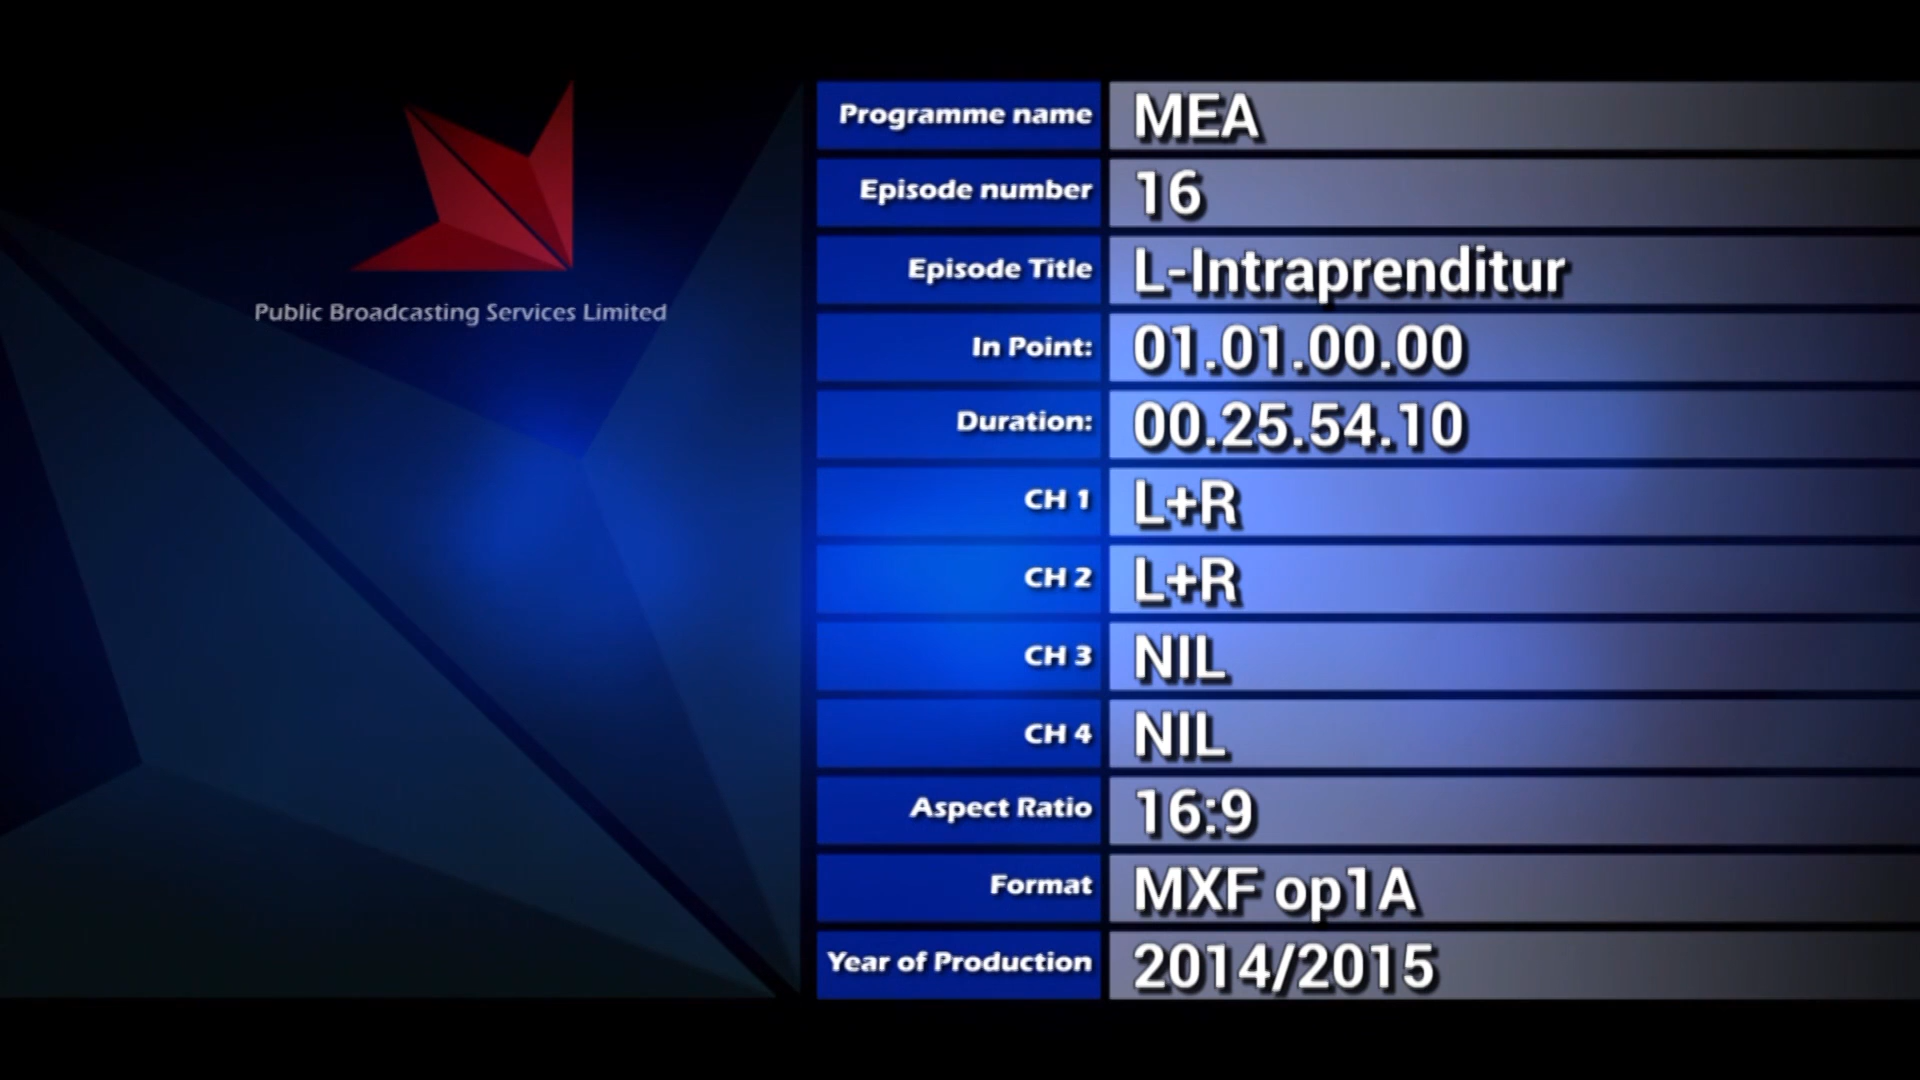 Public Broadcasting Services Limited
Programme name MEA
Episode number 16
Episode Title L-Intraprenditur
In Point: 01.01.00.00
Duration: 00.25.54.10
CH 1 L+R
CH 2 L+R
CH 3 NIL
CH 4 NIL
Aspect Ratio 16:9
Format MXF op1A
Year of Production 2014/2015